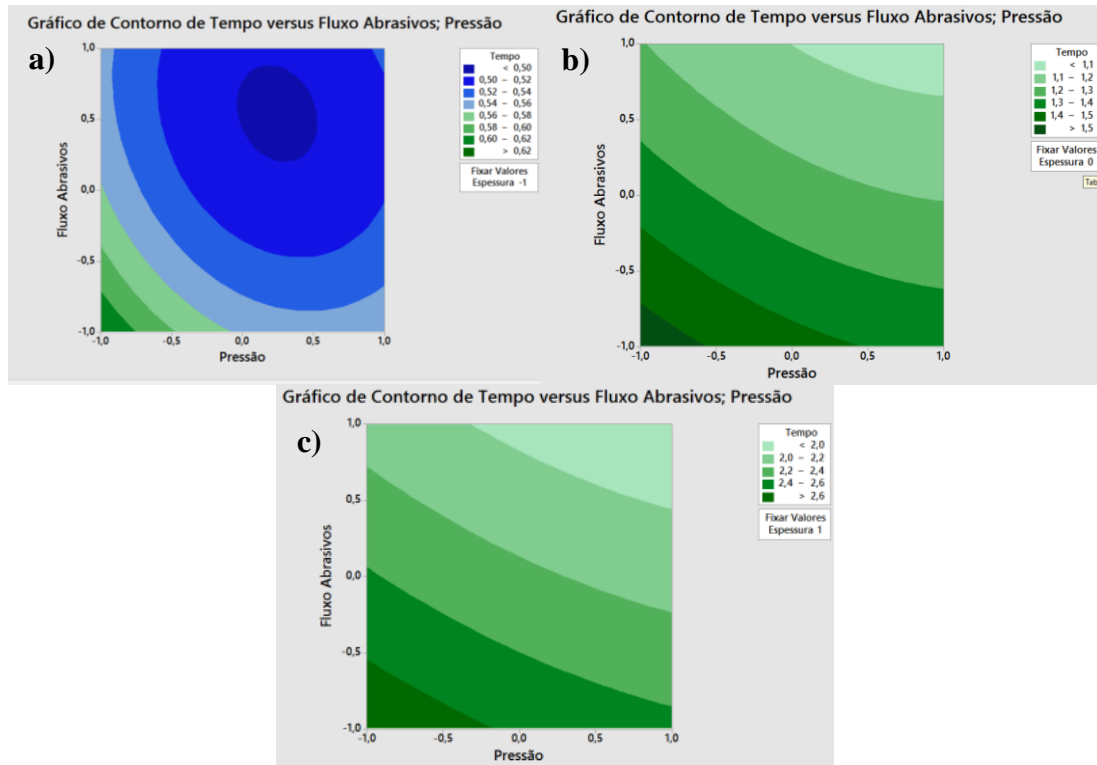 Gráfico de Contorno de Tempo versus Fluxo Abrasivos; Pressão
a)
1,0
0,5
0,0
-0,5
-1,0
Fluxo Abrasivos
-1,0 -0,5 0,0 0,5 1,0
Pressão
Tempo
< 0,50
0,50 – 0,52
0,52 – 0,54
0,54 – 0,56
0,56 – 0,58
0,58 – 0,60
0,60 – 0,62
> 0,62
Fixar Valores
Espessura -1
Gráfico de Contorno de Tempo versus Fluxo Abrasivos; Pressão
b)
1,0
0,5
0,0
-0,5
-1,0
Fluxo Abrasivos
-1,0 -0,5 0,0 0,5 1,0
Pressão
Tempo
< 1,1
1,1 – 1,2
1,2 – 1,3
1,3 – 1,4
1,4 – 1,5
> 1,5
Fixar Valores
Espessura 0
Tab
Gráfico de Contorno de Tempo versus Fluxo Abrasivos; Pressão
c)
1,0
0,5
0,0
-0,5
-1,0
Fluxo Abrasivos
-1,0 -0,5 0,0 0,5 1,0
Pressão
Tempo
< 2,0
2,0 – 2,2
2,2 – 2,4
2,4 – 2,6
> 2,6
Fixar Valores
Espessura 1